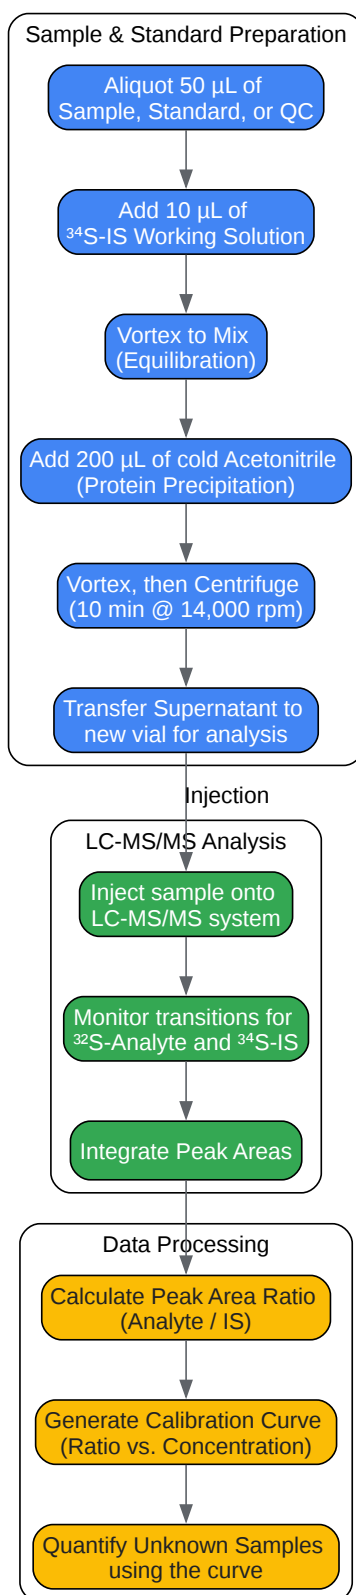 Sample & Standard Preparation
Aliquot 50 µL of
Sample, Standard, or QC
Add 10 µL of
³⁴S-IS Working Solution
Vortex to Mix
(Equilibration)
Add 200 µL of cold Acetonitrile
(Protein Precipitation)
Vortex, then Centrifuge
(10 min @ 14,000 rpm)
Transfer Supernatant to
new vial for analysis
Injection
LC-MS/MS Analysis
Inject sample onto
LC-MS/MS system
Monitor transitions for
³²S-Analyte and ³⁴S-IS
Integrate Peak Areas
Data Processing
Calculate Peak Area Ratio
(Analyte / IS)
Generate Calibration Curve
(Ratio vs. Concentration)
Quantify Unknown Samples
using the curve